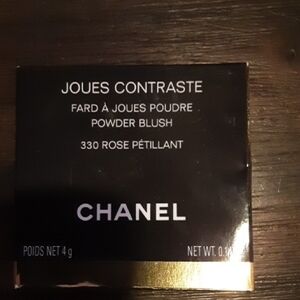 JOUES CONTRASTE
FARD À JOUES POUDRE
POWDER BLUSH
330 ROSE PÉTILLANT
CHANEL
POIDS NET 4 g
NET WT.